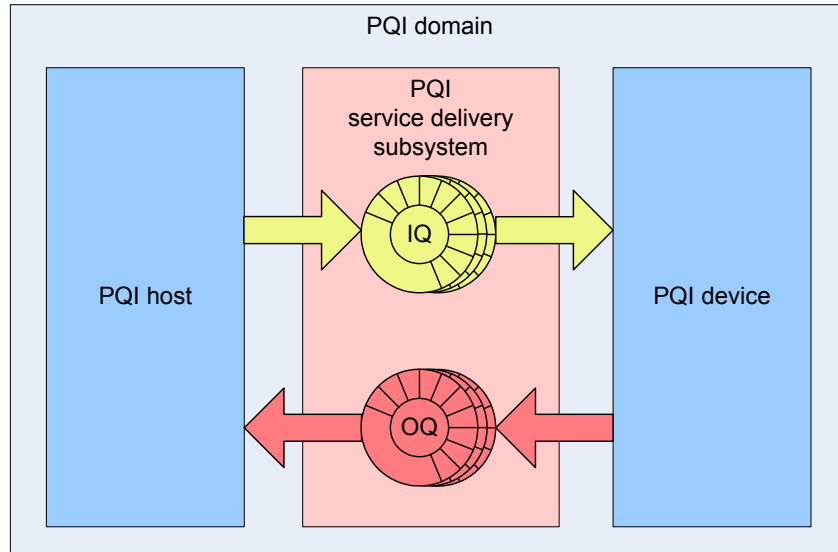 PQI domain
PQI
service delivery
subsystem
IQ
PQI host
PQI device
OQ